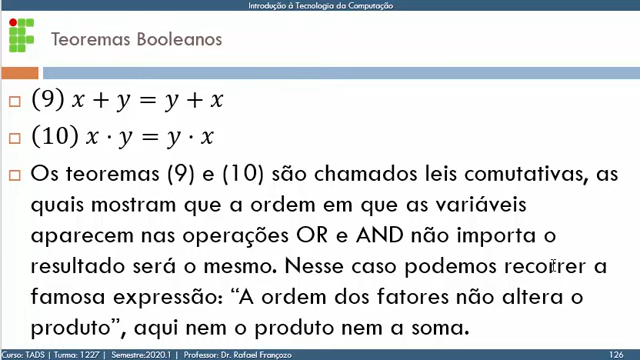 Introdução à Tecnologia da Computação
Teoremas Booleanos
(9) x + y = y + x
(10) x · y = y · x
Os teoremas (9) e (10) são chamados leis comutativas, as
quais mostram que a ordem em que as variáveis
aparecem nas operações OR e AND não importa o
resultado será o mesmo. Nesse caso podemos recorrer a
famosa expressão: “A ordem dos fatores não altera o
produto”, aqui nem o produto nem a soma.
Curso: TADS | Turma: 1227 | Semestre:2020.1 | Professor: Dr. Rafael Françozo 126